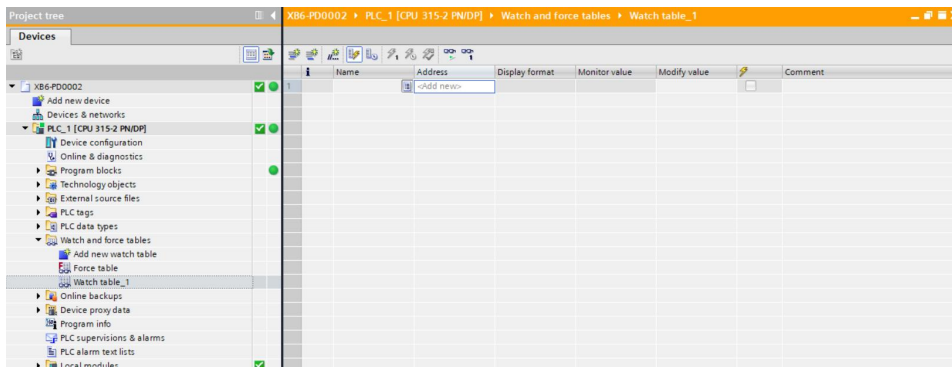 Project tree
XB6-PD0002 ▸ PLC_1 [CPU 315-2 PN/DP] ▸ Watch and force tables ▸ Watch table_1
Devices
i Name Address Display format Monitor value Modify value Comment
1 <Add new>
XB6-PD0002
Add new device
Devices & networks
PLC_1 [CPU 315-2 PN/DP]
Device configuration
Online & diagnostics
Program blocks
Technology objects
External source files
PLC tags
PLC data types
Watch and force tables
Add new watch table
Force table
Watch table_1
Online backups
Device proxy data
Program info
PLC supervisions & alarms
PLC alarm text lists
Local modules